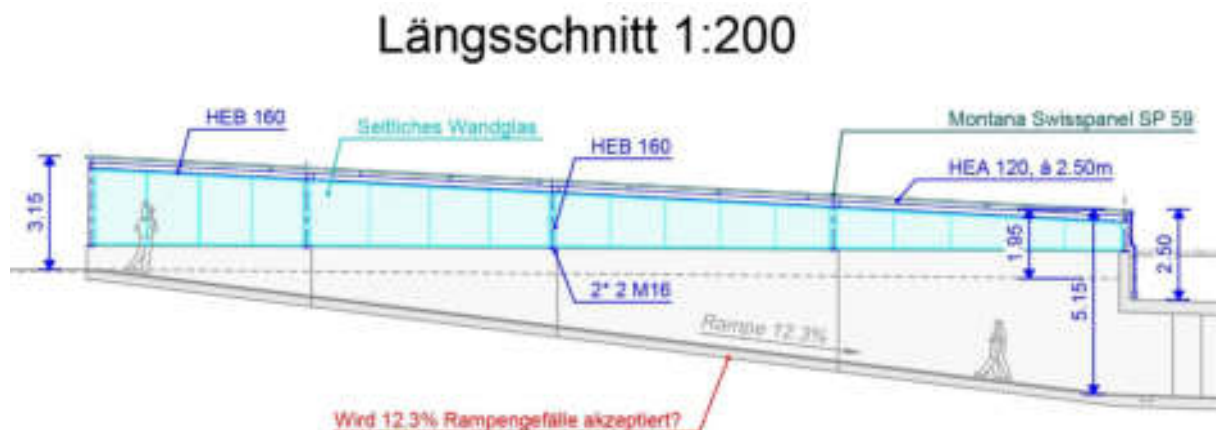 Längsschnitt 1:200
HEB 160
Seitliches Wandglas
HEB 160
Montana Swisspanel SP 59
HEA 120, à 2.50m
3.15
1.95
2.50
5.15
2* 2 M16
Rampe 12.3%
Wird 12.3% Rampengefälle akzeptiert?